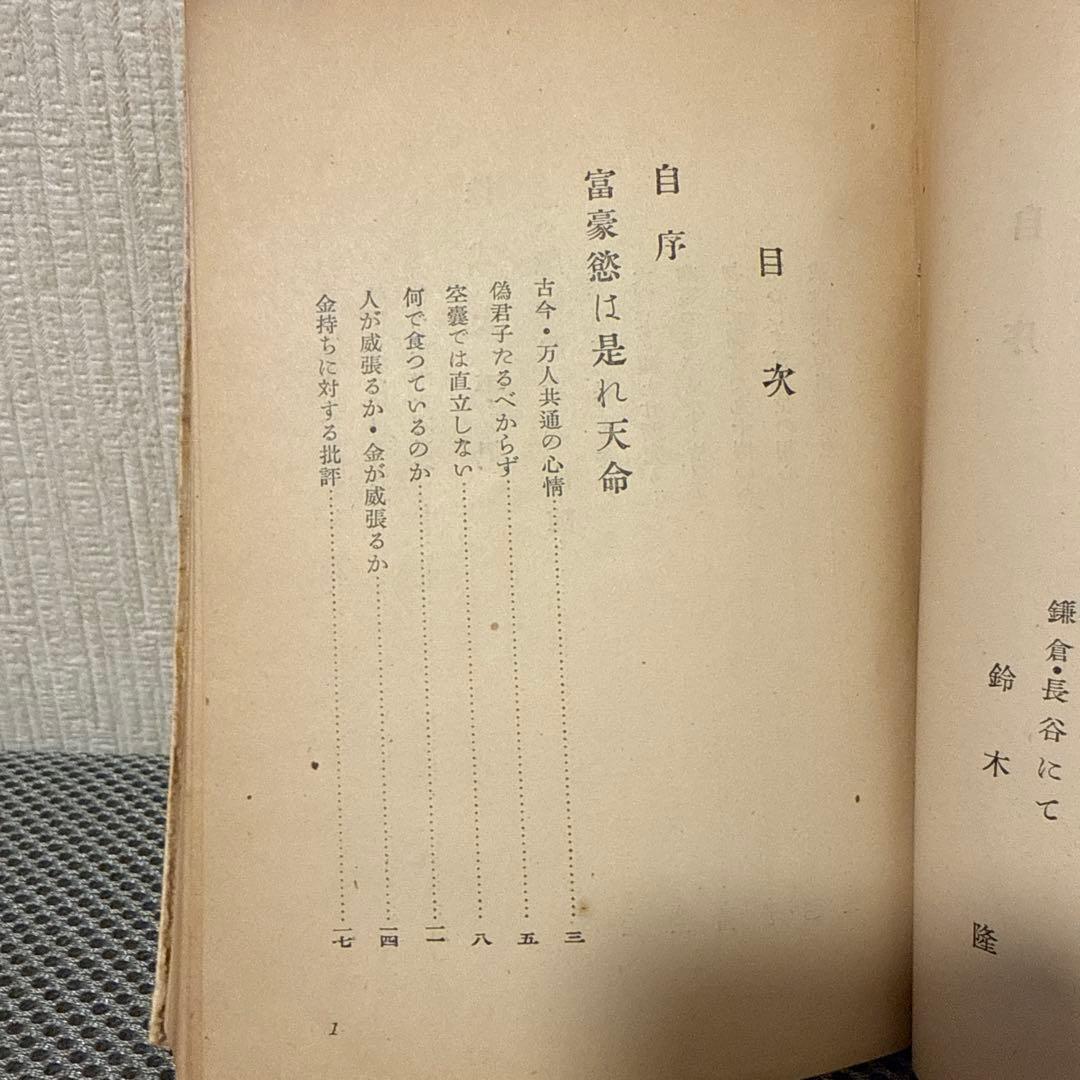 鎌倉・長谷にて
鈴木 隆
目次
自序
富豪慾は是れ天命
古今・万人共通の心情……三
偽君子たるべからず……五
空嚢では直立しない……八
何で食つているのか……一一
人が威張るか・金が威張るか……一四
金持ちに対する批評……一七
1